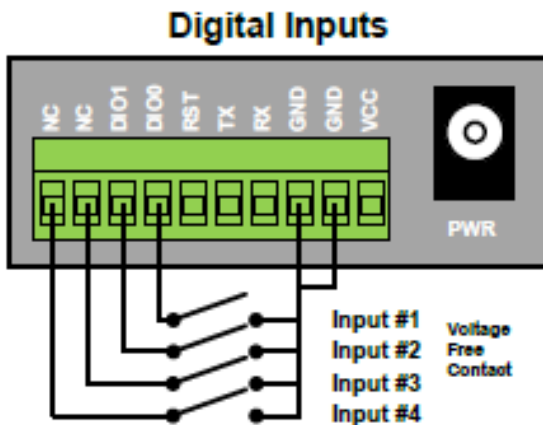 Digital Inputs
NC NC DIO1 DIO0 RST TX RX GND GND VCC
PWR
Input #1
Input #2
Input #3
Input #4
Voltage
Free
Contact